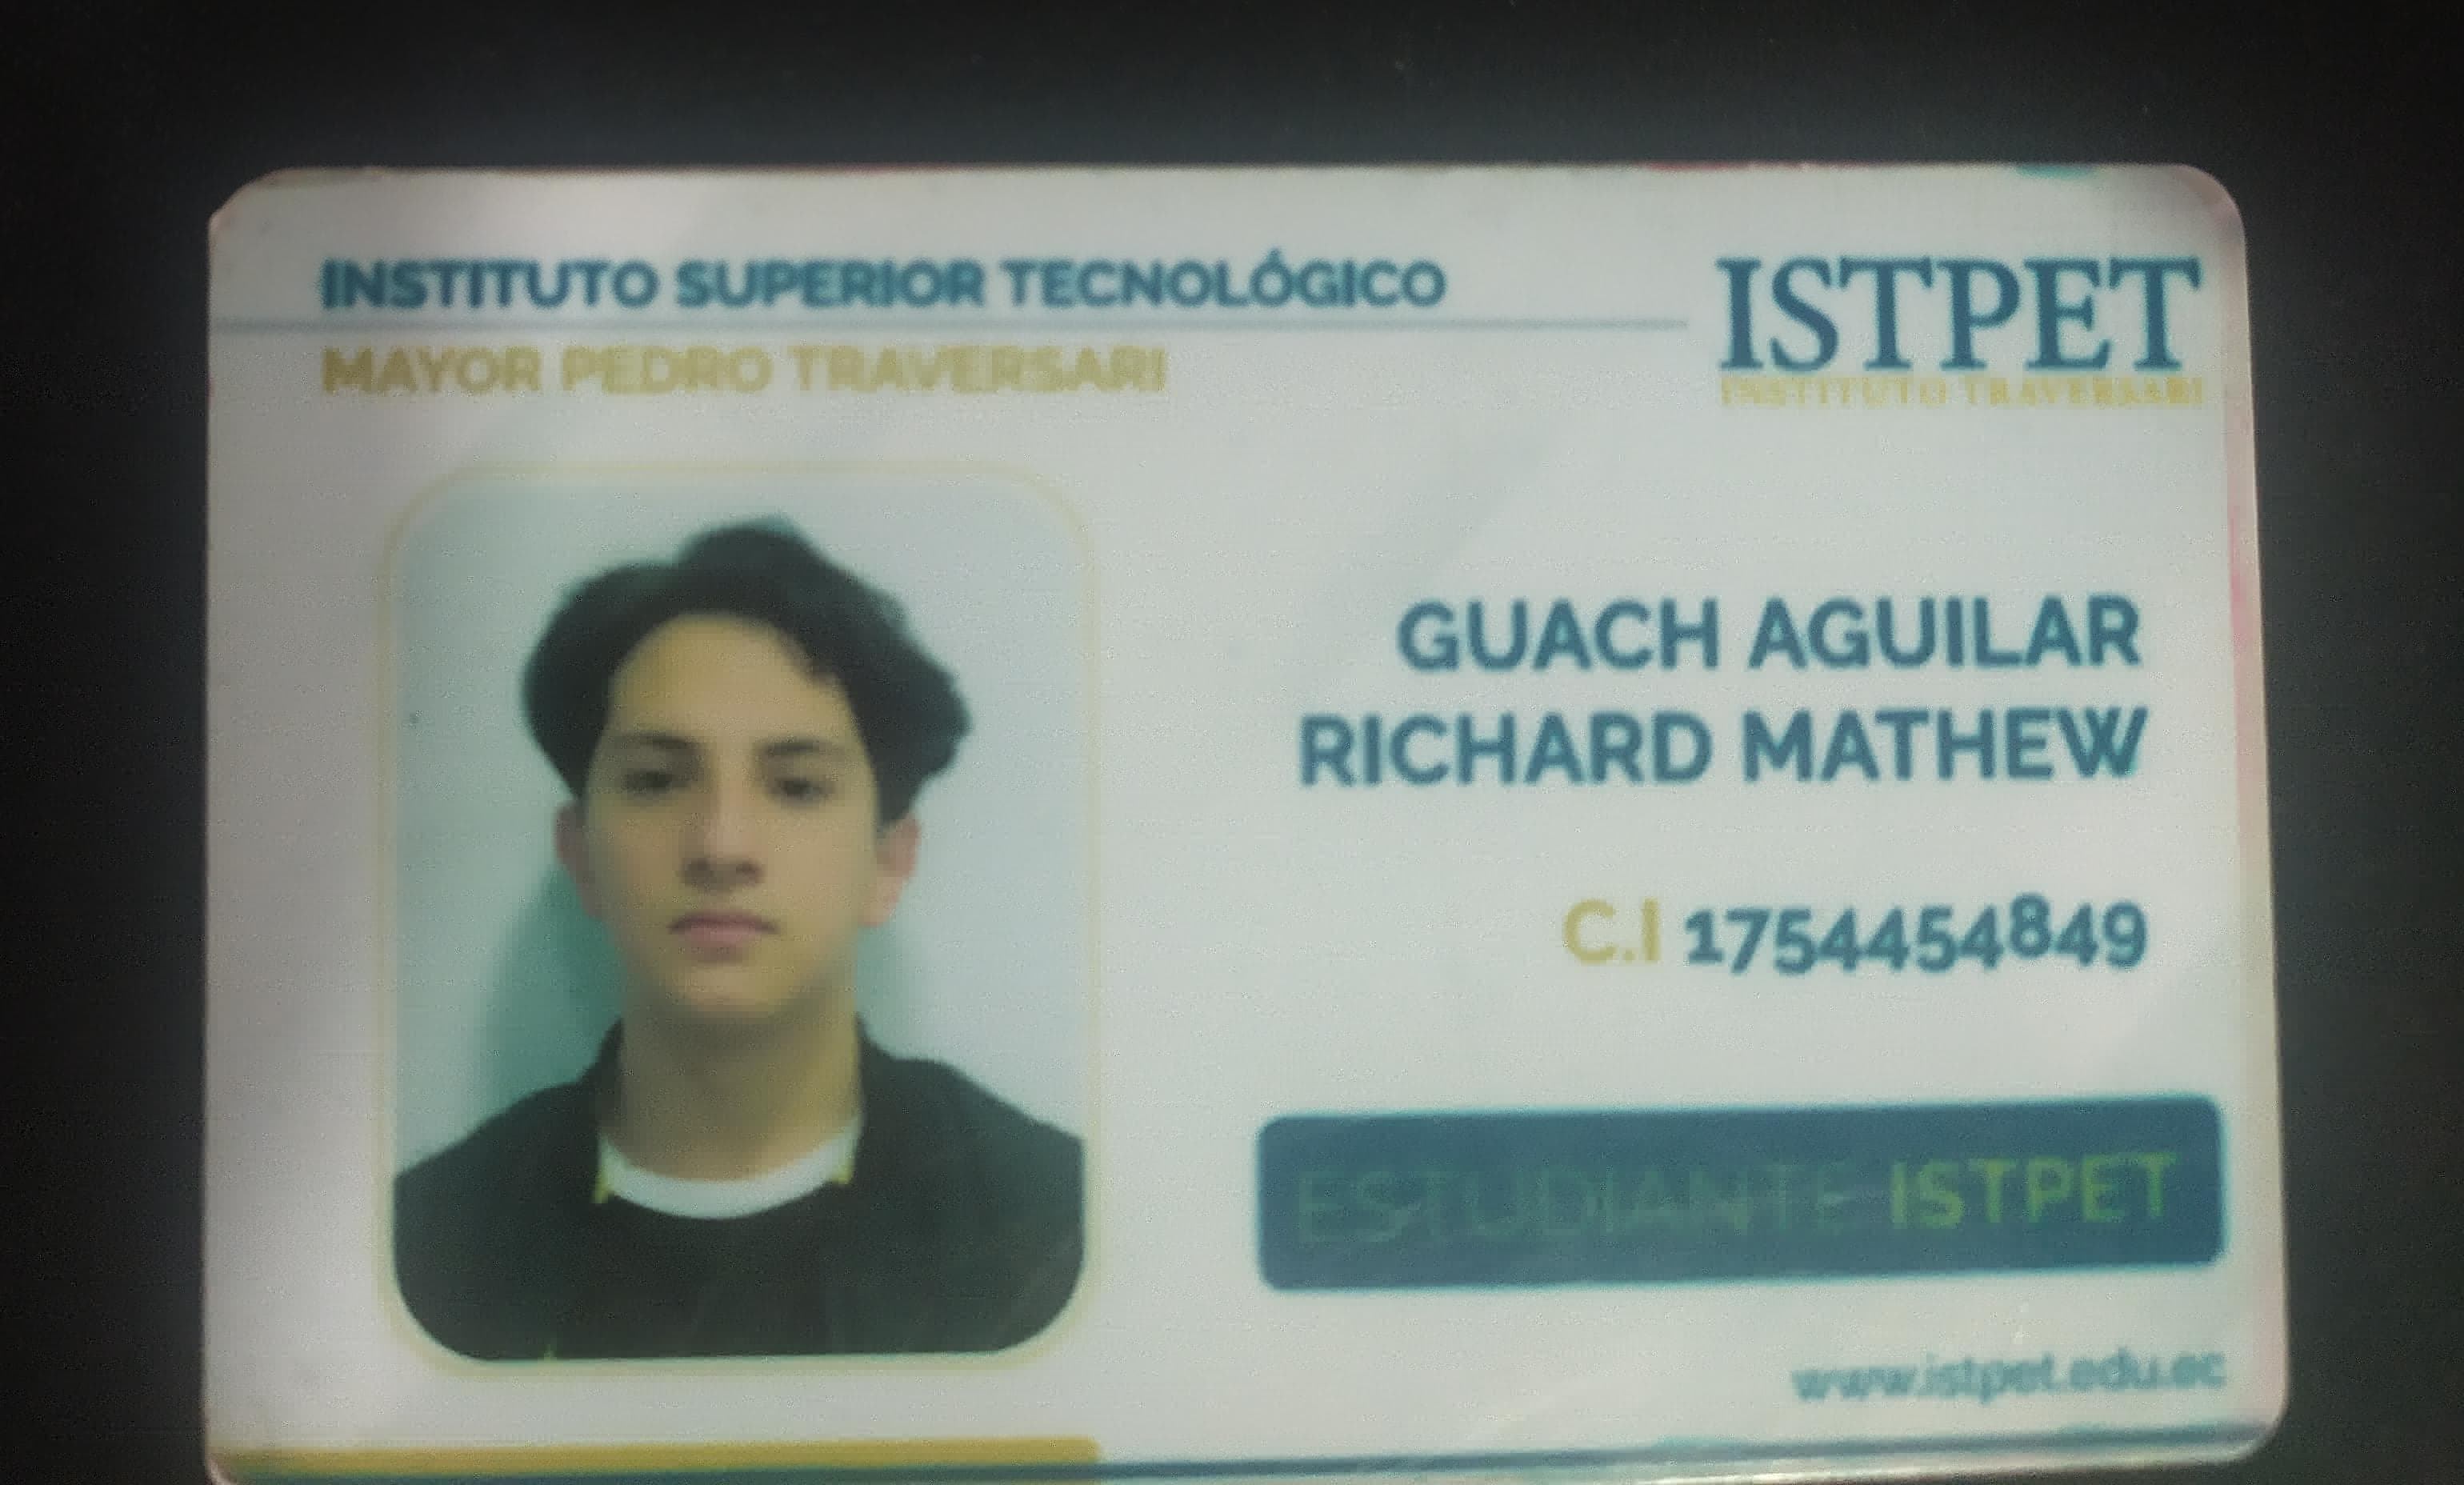 INSTITUTO SUPERIOR TECNOLÓGICO
MAYOR PEDRO TRAVERSARI
ISTPET
INSTITUTO TRAVERSARI
GUACH AGUILAR
RICHARD MATHEW
C.I 1754454849
ESTUDIANTE ISTPET
www.istpet.edu.ec